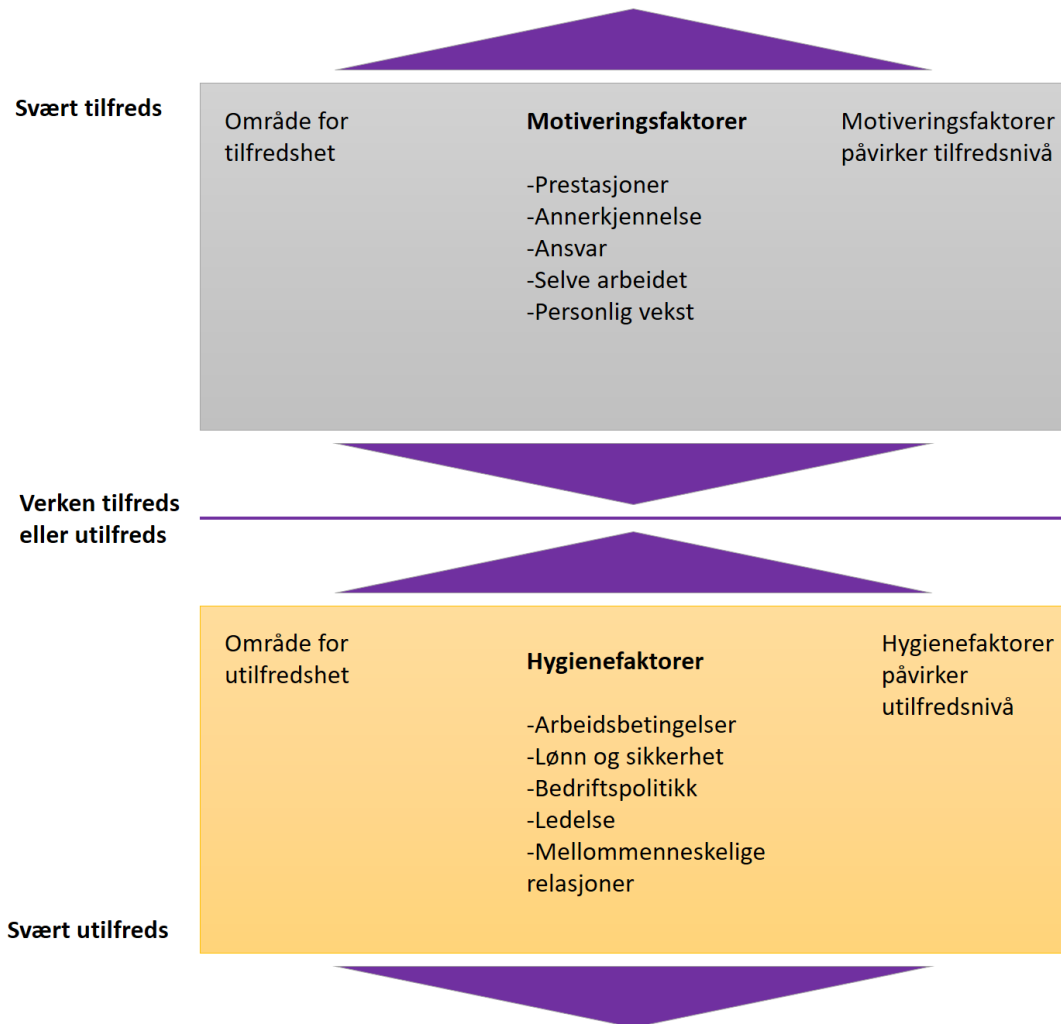 Svært tilfreds
Område for
tilfredshet
Motiveringsfaktorer
-Prestasjoner
-Annerkjennelse
-Ansvar
-Selve arbeidet
-Personlig vekst
Motiveringsfaktorer
påvirker tilfredsnivå
Verken tilfreds
eller utilfreds
Område for
utilfredshet
Hygienefaktorer
-Arbeidsbetingelser
-Lønn og sikkerhet
-Bedriftspolitikk
-Ledelse
-Mellommenneskelige
relasjoner
Hygienefaktorer
påvirker
utilfredsnivå
Svært utilfreds